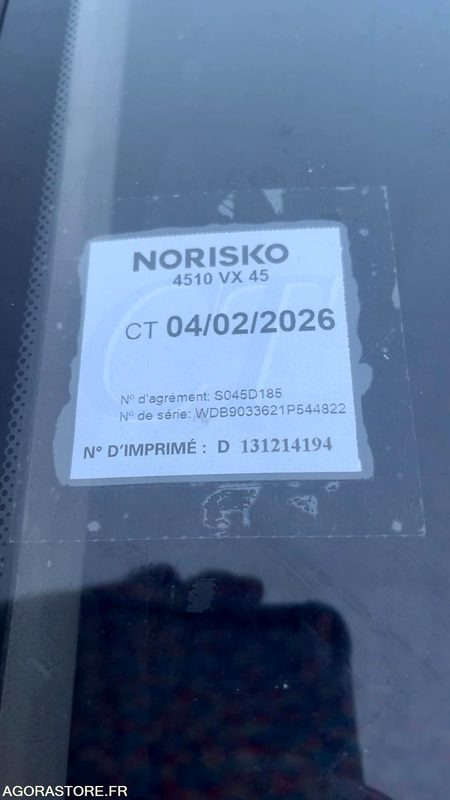 NORISKO
4510 VX 45
CT 04/02/2026
N° d'agrément: S045D185
N° de série: WDB9033621P544822
N° D'IMPRIMÉ : D 131214194
AGORASTORE.FR